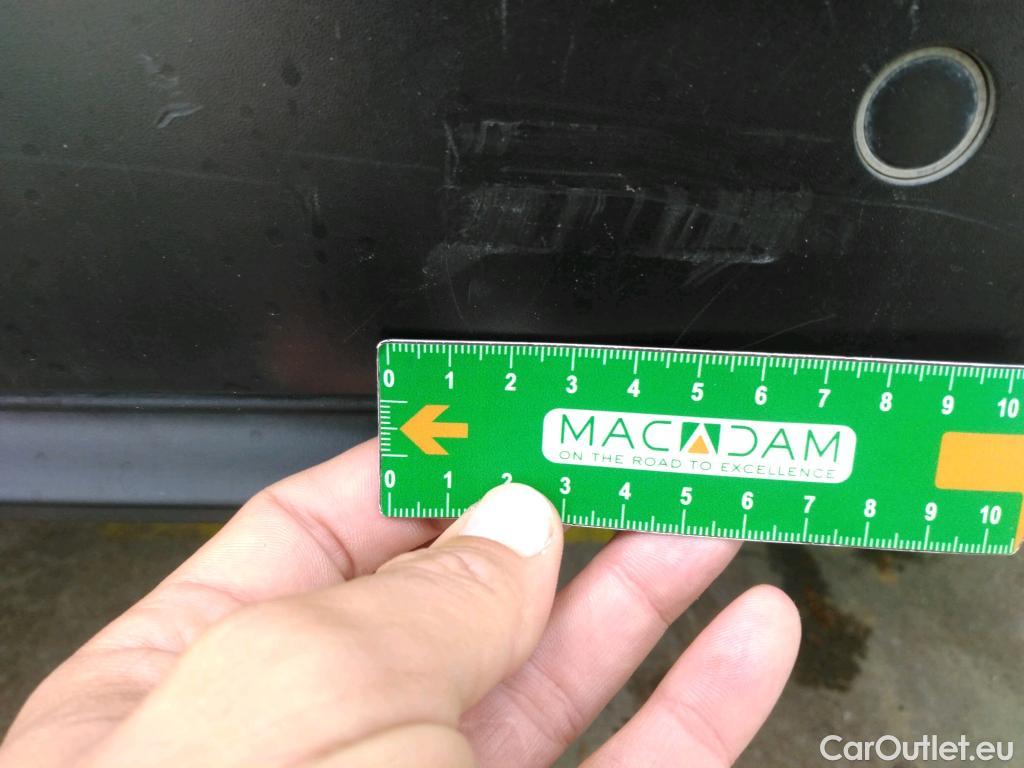 0 1 2 3 4 5 6 7 8 9 10
MACADAM
ON THE ROAD TO EXCELLENCE
0 1 2 3 4 5 6 7 8 9 10
CarOutlet.eu